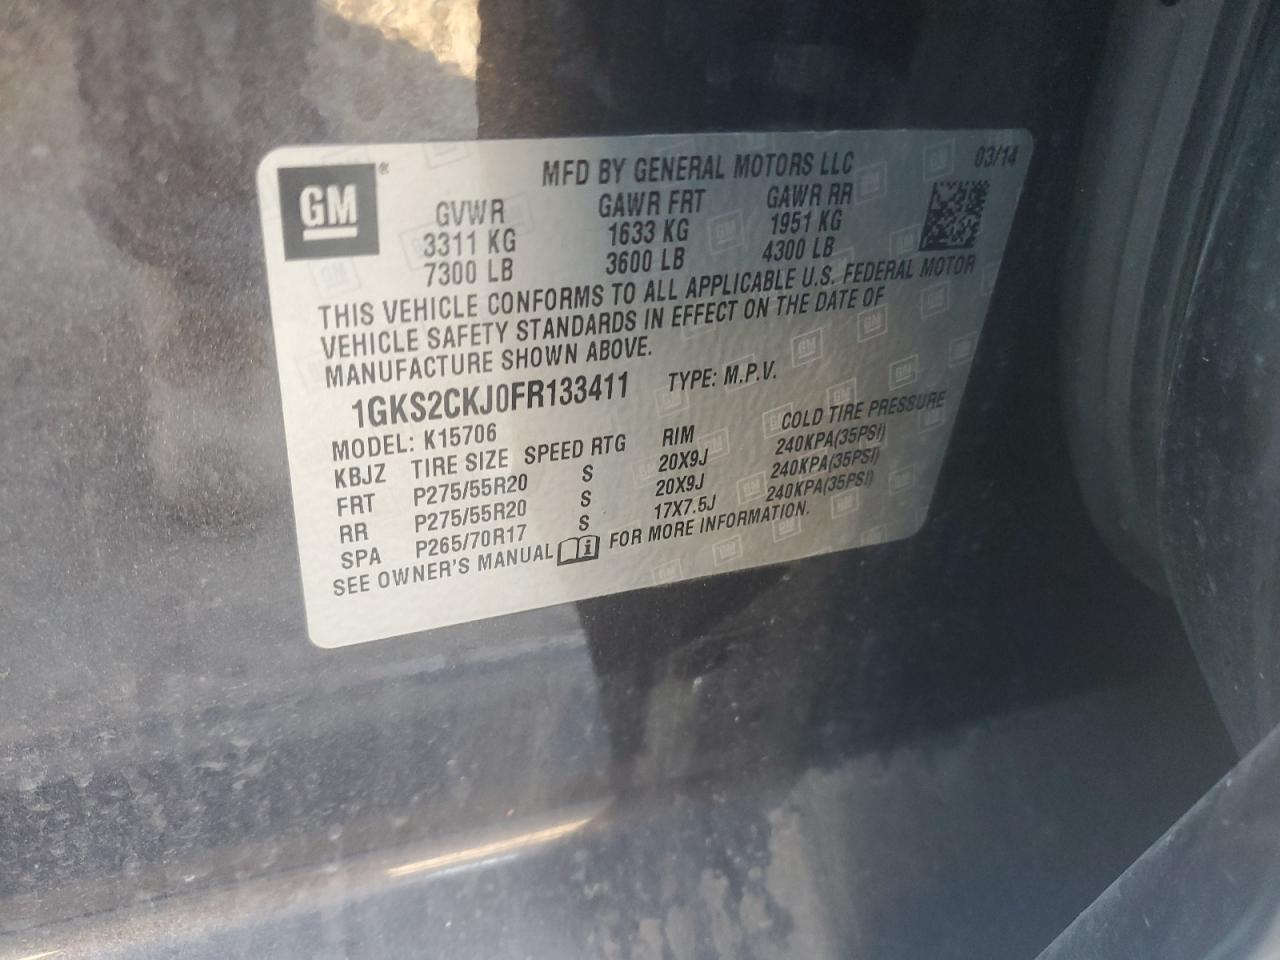 GM ®
MFD BY GENERAL MOTORS LLC 03/14
GVWR GAWR FRT GAWR RR
3311 KG 1633 KG 1951 KG
7300 LB 3600 LB 4300 LB
THIS VEHICLE CONFORMS TO ALL APPLICABLE U.S. FEDERAL MOTOR
VEHICLE SAFETY STANDARDS IN EFFECT ON THE DATE OF
MANUFACTURE SHOWN ABOVE.
1GKS2CKJ0FR133411 TYPE: M.P.V.
MODEL: K15706
KBJZ TIRE SIZE SPEED RTG RIM COLD TIRE PRESSURE
FRT P275/55R20 S 20X9J 240KPA(35PSI)
RR P275/55R20 S 20X9J 240KPA(35PSI)
SPA P265/70R17 S 17X7.5J 240KPA(35PSI)
SEE OWNER'S MANUAL FOR MORE INFORMATION.